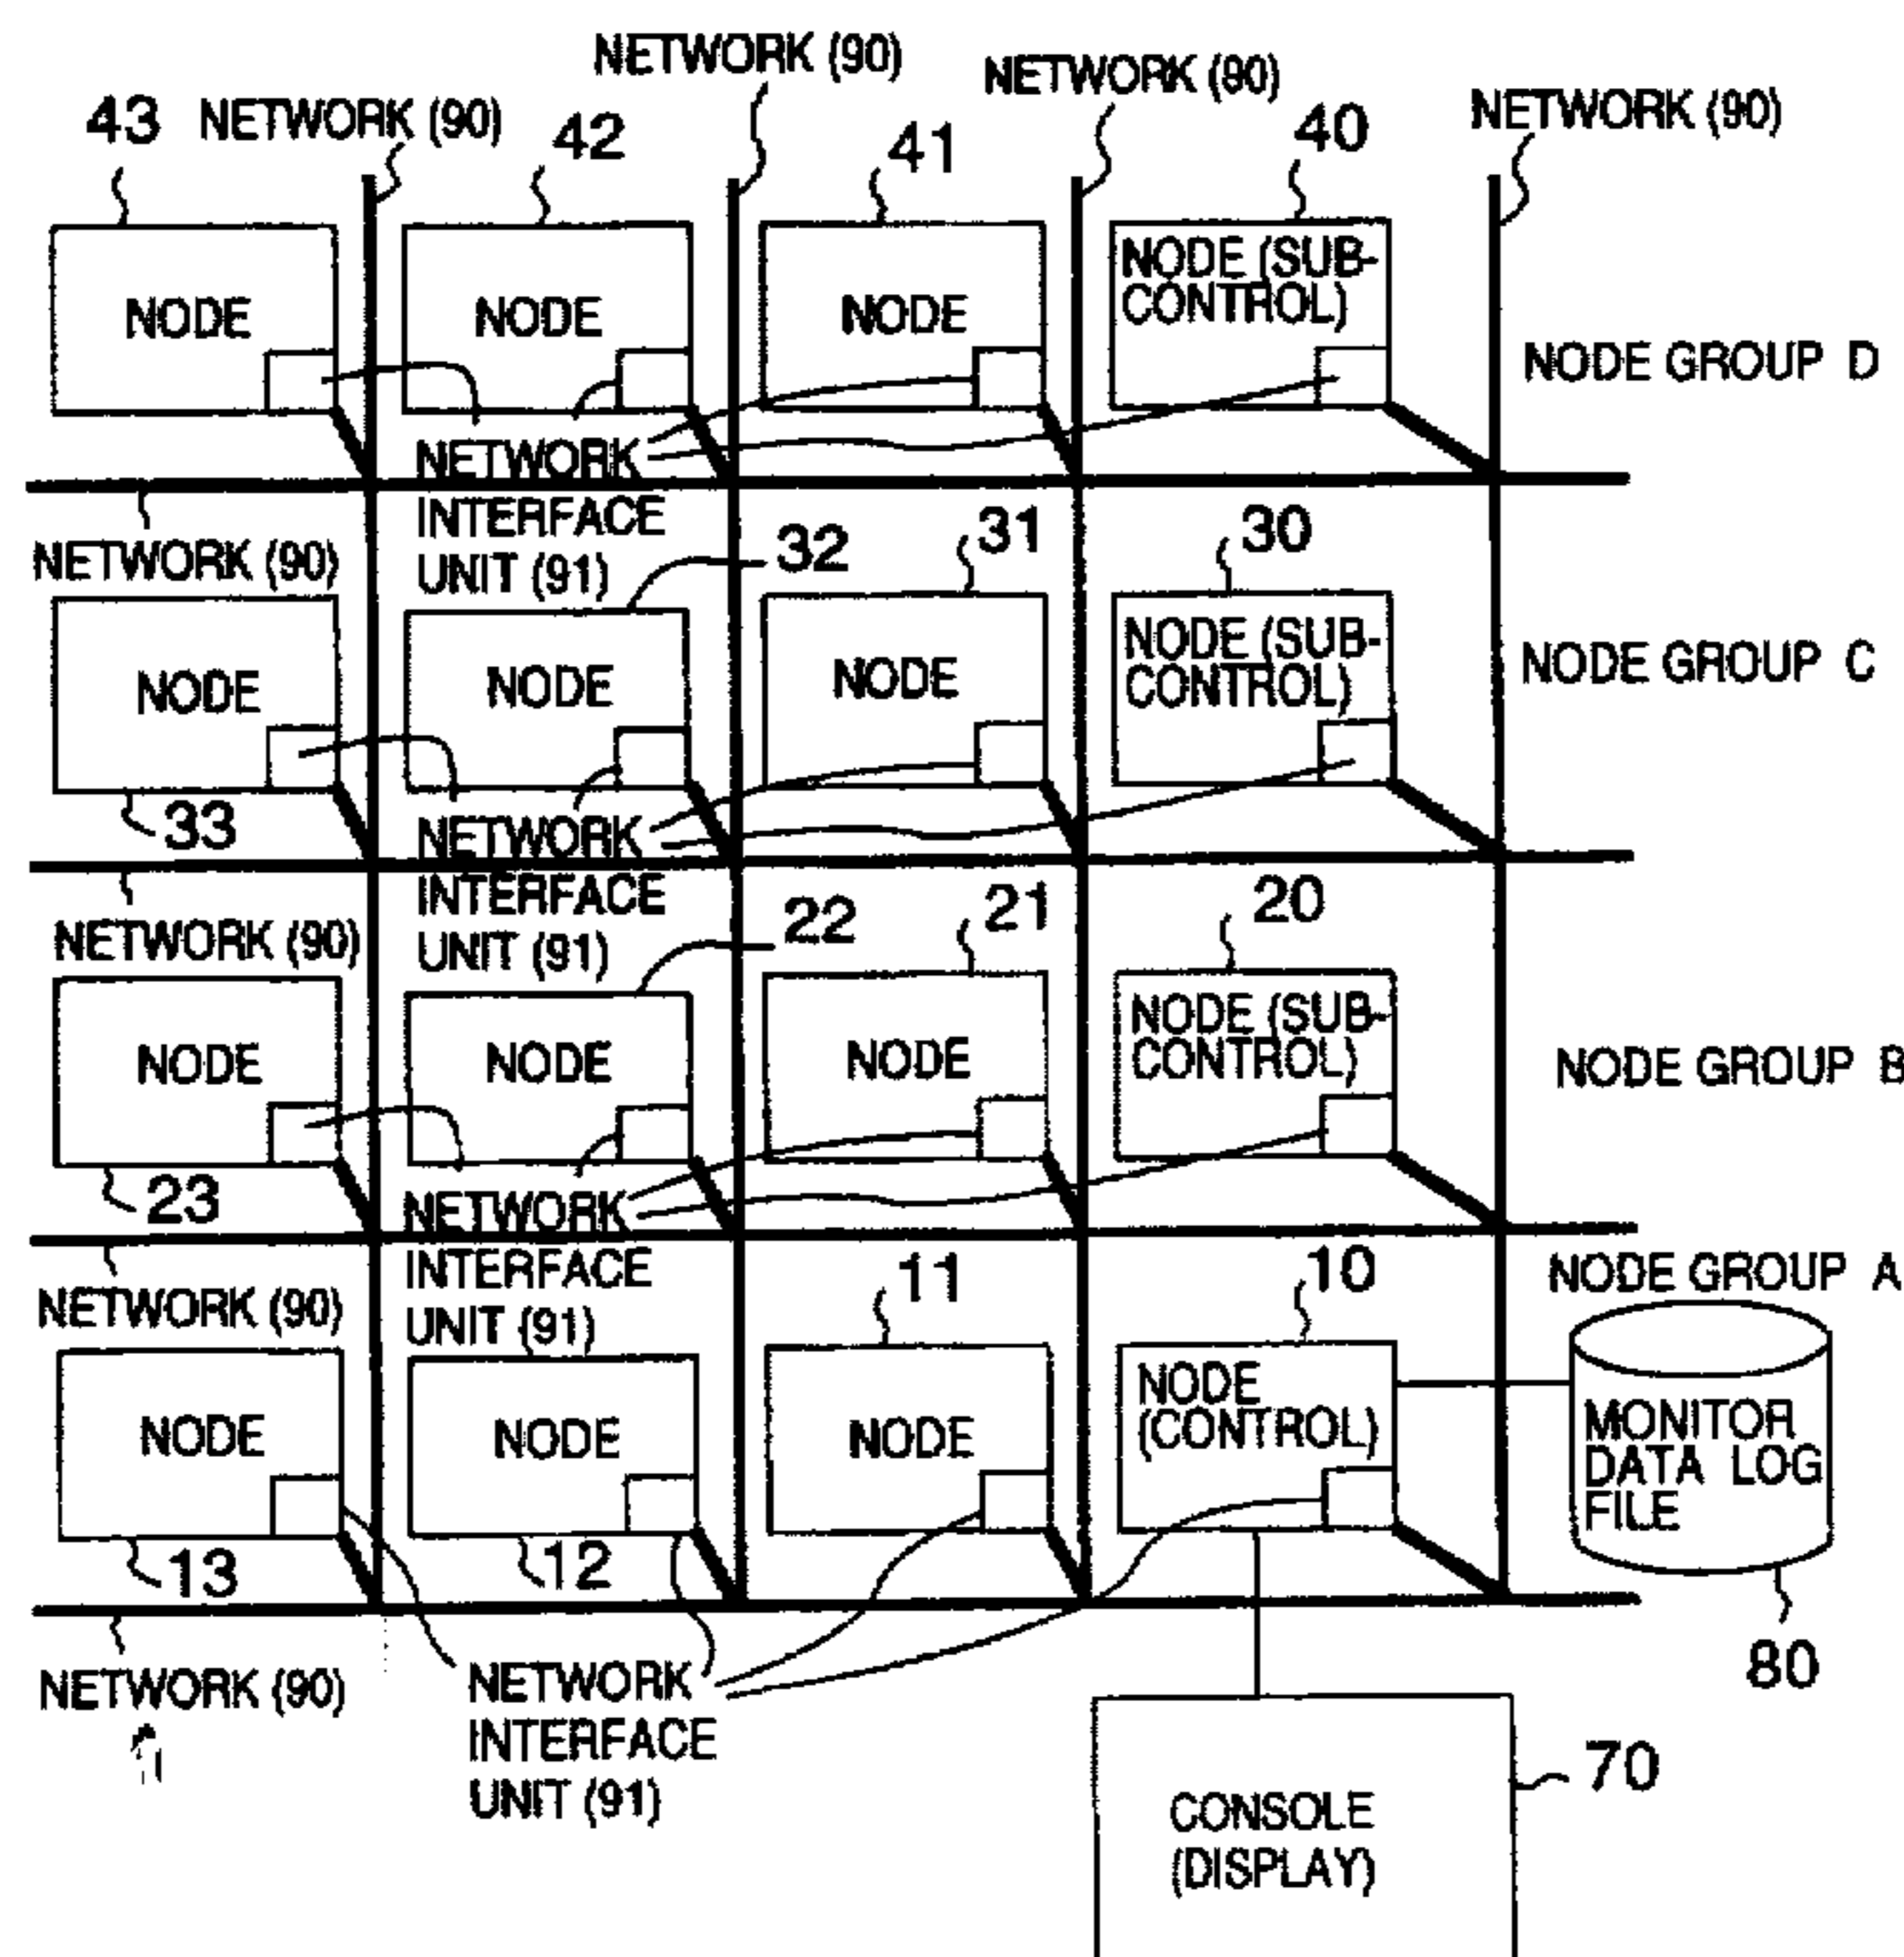 NETWORK (90)
NETWORK (90)
NETWORK (90)
NETWORK (90)
43
42
41
40
NODE
NODE
NODE
NODE (SUB-
CONTROL)
NODE GROUP D
NETWORK
INTERFACE
UNIT (91)
NETWORK (90)
32
31
30
NODE
NODE
NODE
NODE (SUB-
CONTROL)
NODE GROUP C
33
NETWORK
INTERFACE
UNIT (91)
NETWORK (90)
22
21
20
NODE
NODE
NODE
NODE (SUB-
CONTROL)
NODE GROUP B
23
NETWORK
INTERFACE
UNIT (91)
NETWORK (90)
11
10
NODE GROUP A
NODE
NODE
NODE
NODE
(CONTROL)
MONITOR
DATA LOG
FILE
13
12
80
NETWORK (90)
NETWORK
INTERFACE
UNIT (91)
70
CONSOLE
(DISPLAY)